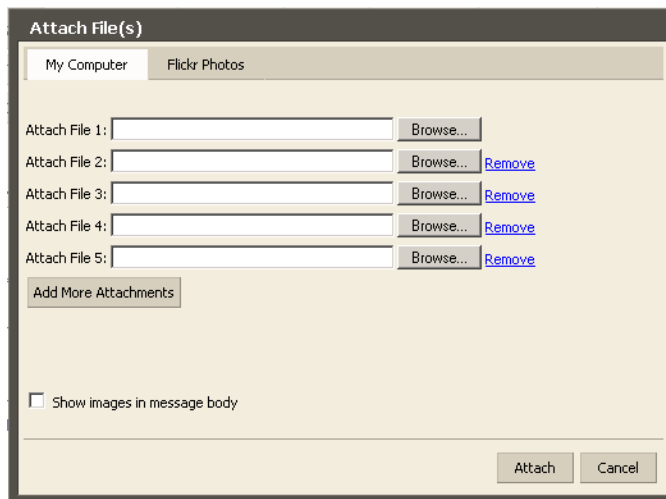 Attach File(s)
My Computer Flickr Photos
Attach File 1: Browse...
Attach File 2: Browse... Remove
Attach File 3: Browse... Remove
Attach File 4: Browse... Remove
Attach File 5: Browse... Remove
Add More Attachments
Show images in message body
Attach Cancel